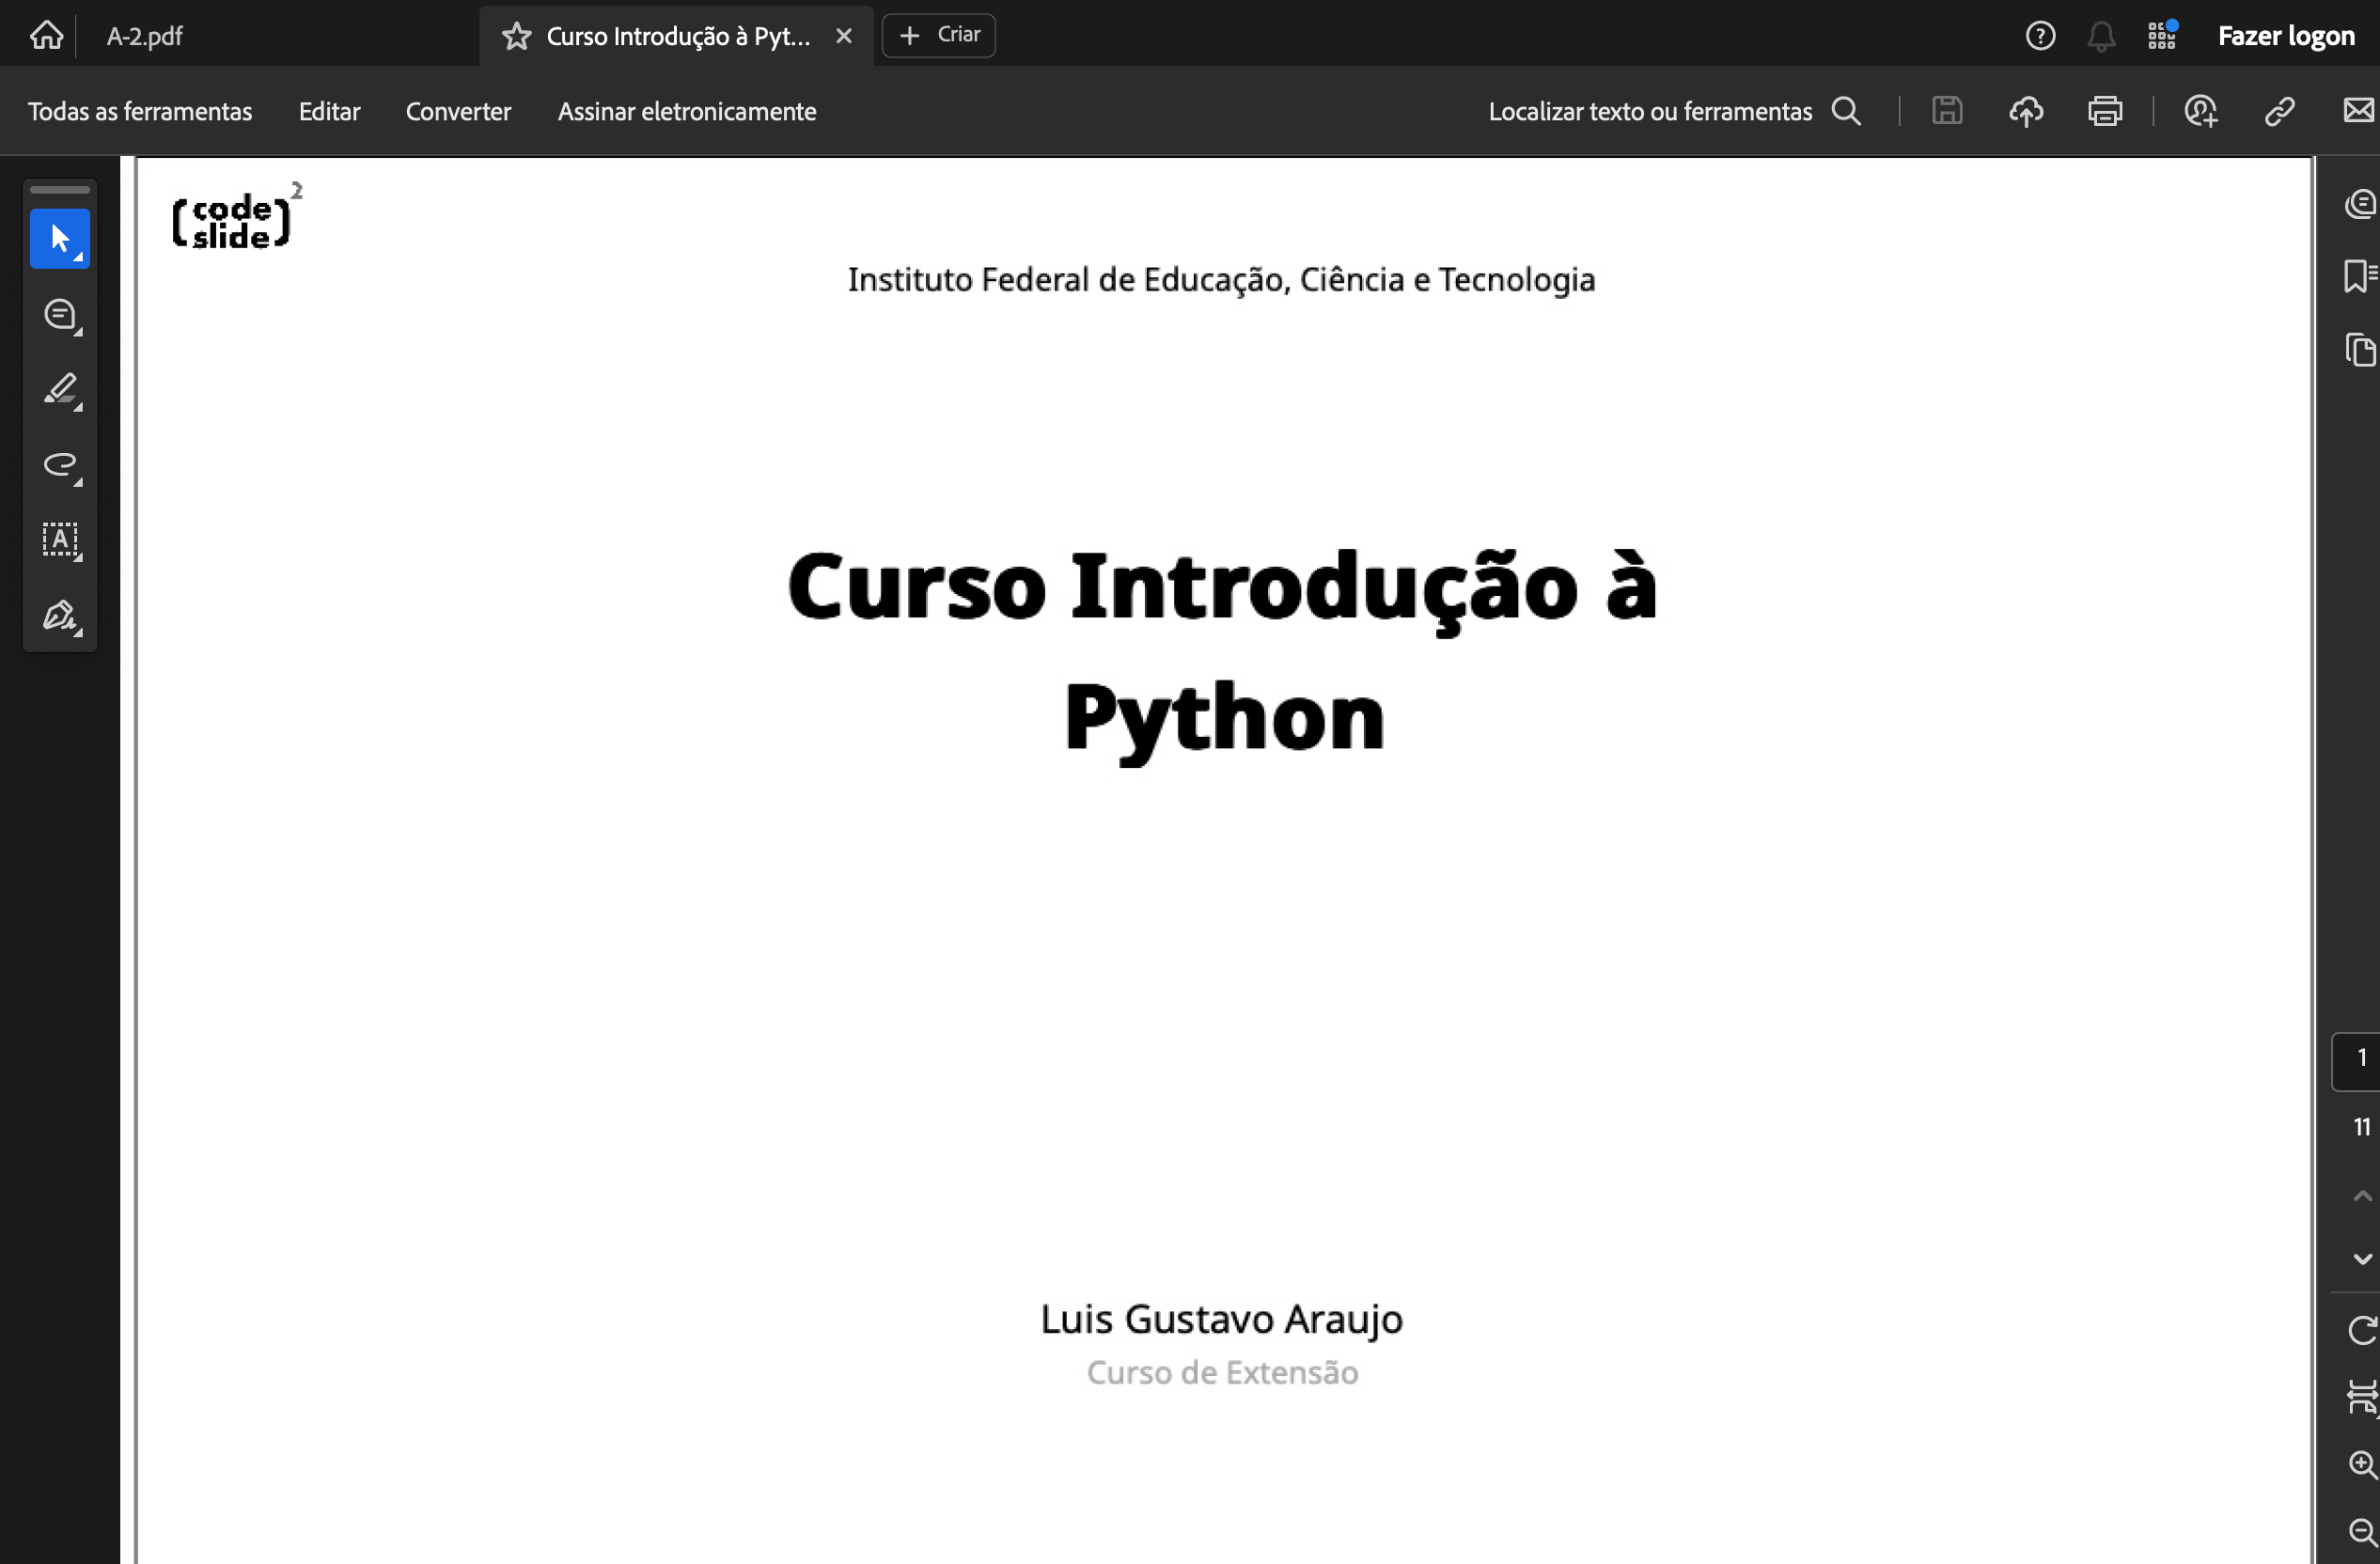 A-2.pdf
Curso Introdução à Pyt...
Criar
Fazer logon
Todas as ferramentas
Editar
Converter
Assinar eletronicamente
Localizar texto ou ferramentas
(code slide)2
Instituto Federal de Educação, Ciência e Tecnologia
Curso Introdução à
Python
1
11
Luis Gustavo Araujo
Curso de Extensão